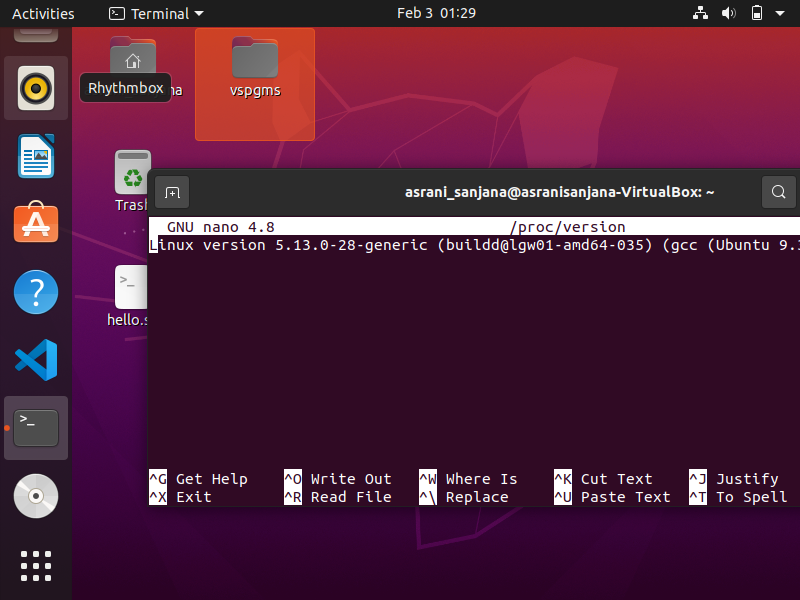 Activities Terminal Feb 3 01:29
Rhythmbox
vspgms
Trash
hello.s
asrani_sanjana@asranisanjana-VirtualBox: ~
GNU nano 4.8 /proc/version
Linux version 5.13.0-28-generic (buildd@lgw01-amd64-035) (gcc (Ubuntu 9.3
^G Get Help ^O Write Out ^W Where Is ^K Cut Text ^J Justify
^X Exit ^R Read File ^\ Replace ^U Paste Text ^T To Spell